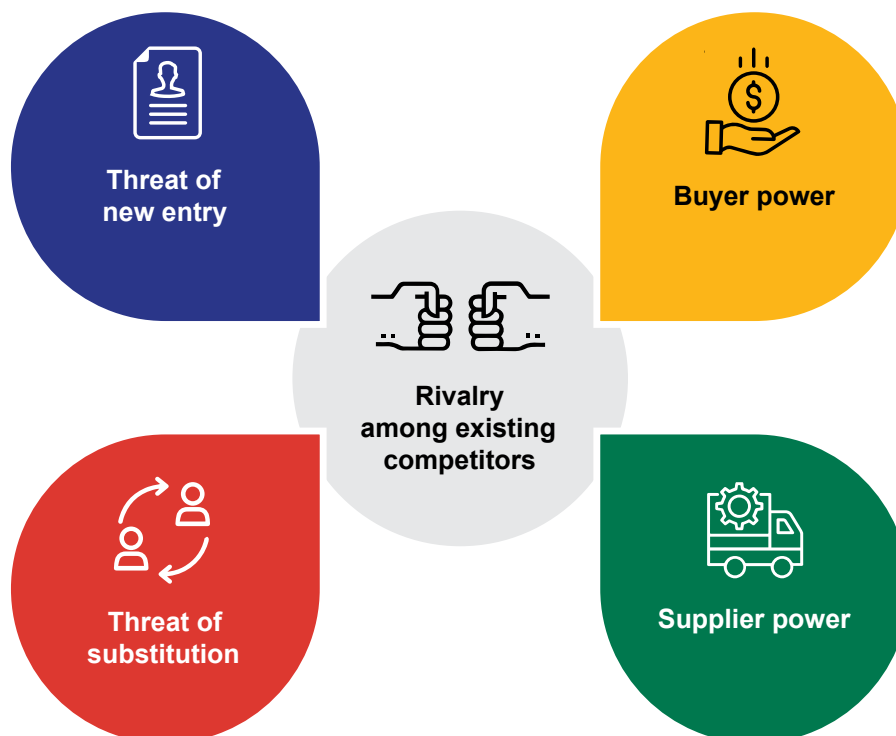 Threat of
new entry
$
Buyer power
Rivalry
among existing
competitors
Threat of
substitution
Supplier power